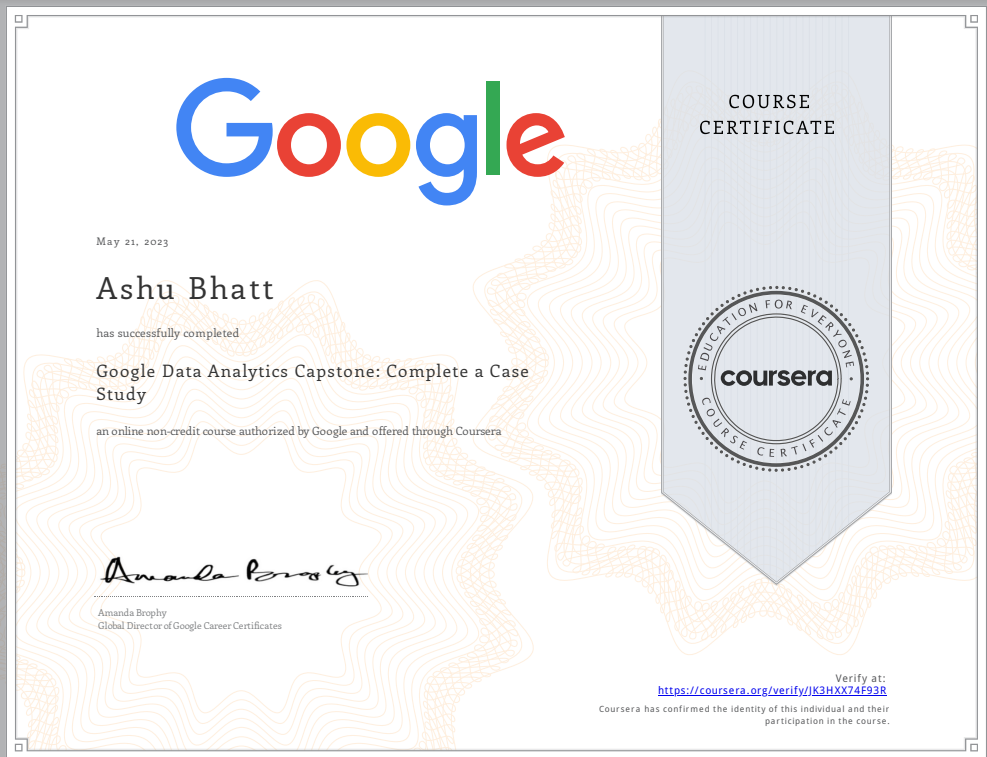 Google
COURSE
CERTIFICATE
May 21, 2023
Ashu Bhatt
has successfully completed
Google Data Analytics Capstone: Complete a Case
Study
an online non-credit course authorized by Google and offered through Coursera
EDUCATION FOR EVERYONE
coursera
COURSE CERTIFICATE
Amanda Brophy
Amanda Brophy
Global Director of Google Career Certificates
Verify at:
https://coursera.org/verify/JK3HXX74F93R
Coursera has confirmed the identity of this individual and their
participation in the course.